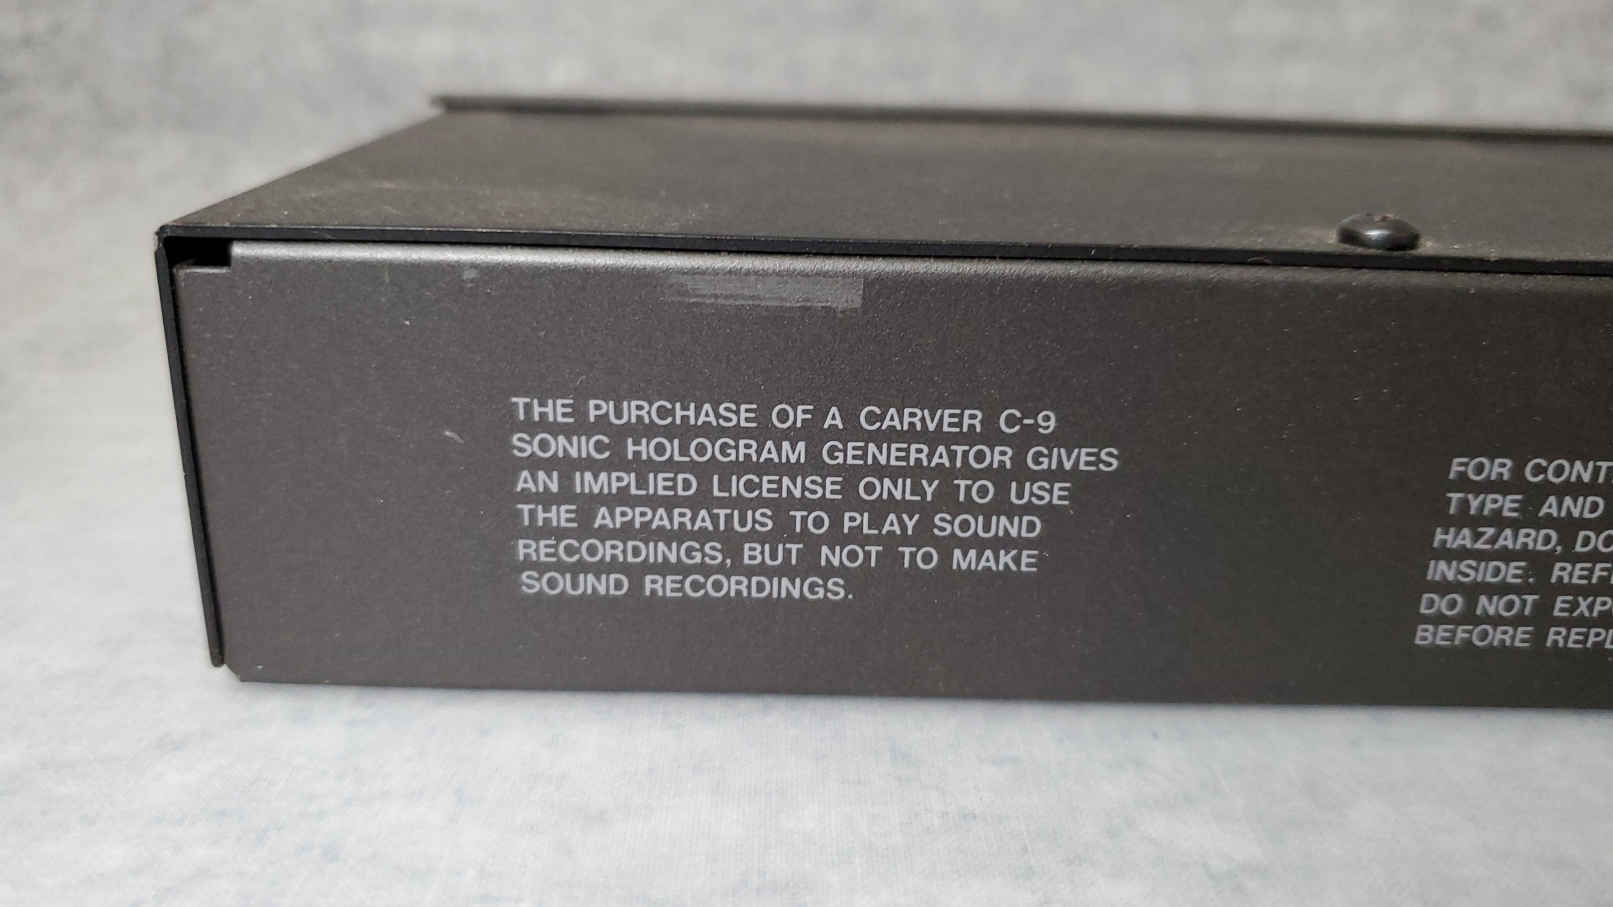 THE PURCHASE OF A CARVER C-9
SONIC HOLOGRAM GENERATOR GIVES
AN IMPLIED LICENSE ONLY TO USE
THE APPARATUS TO PLAY SOUND
RECORDINGS, BUT NOT TO MAKE
SOUND RECORDINGS.
FOR
TYPE AND
HAZARD,
INSIDE.
DO NOT
BEFORE